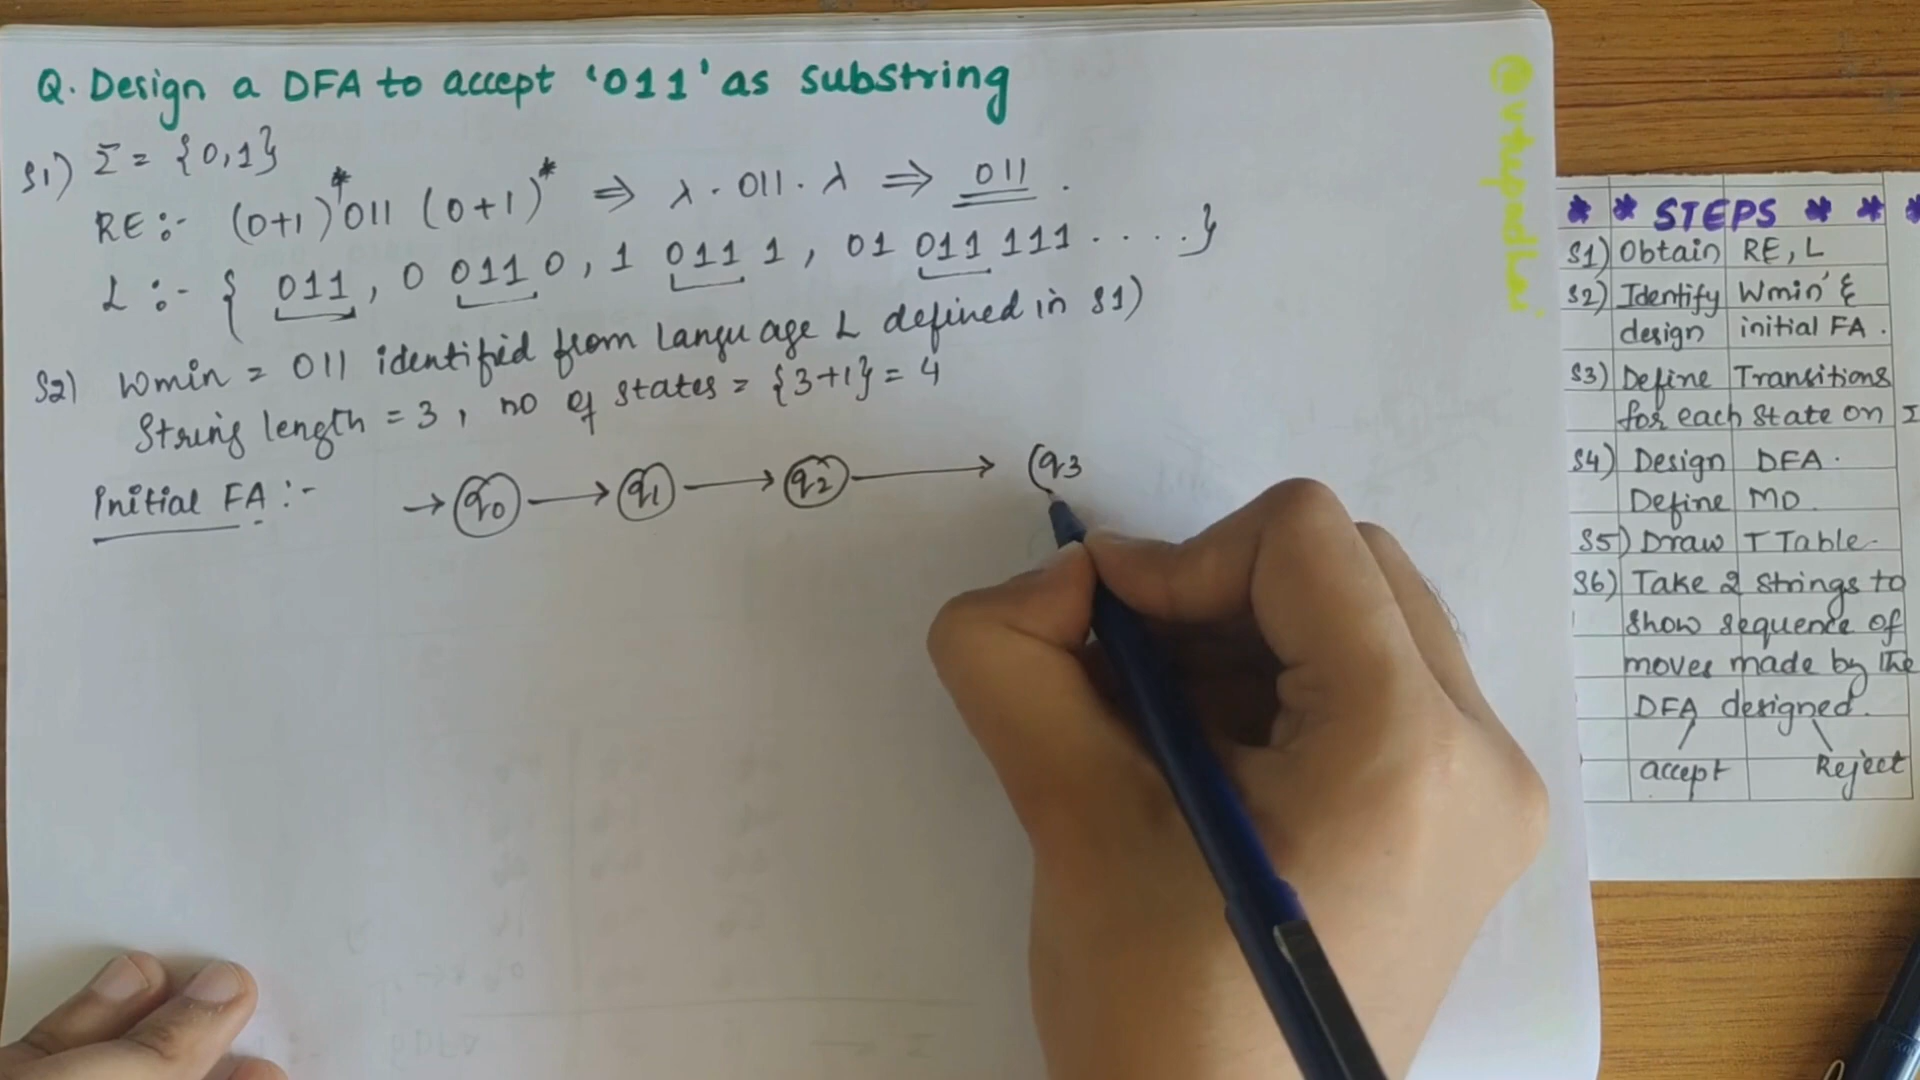 Q. Design a DFA to accept '011' as substring
S1) Σ = {0,1}
RE :- (0+1)*011 (0+1)* ⇒ λ . 011 . λ ⇒ 011 .
L :- { 011 , 0 011 0 , 1 011 1 , 01 011 111 . . . . }
S2) Wmin = 011 identified from language L defined in S1)
String length = 3 , no of states = {3+1} = 4
Initial FA :- → q0 → q1 → q2 → q3
@vtupadhai
* * STEPS * * *
S1) Obtain RE, L
S2) Identify Wmin' &
design initial FA .
S3) Define Transitions
for each state on Σ
S4) Design DFA .
Define MD
S5) Draw T Table -
S6) Take 2 strings to
show sequence of
moves made by the
DFA designed.
accept Reject